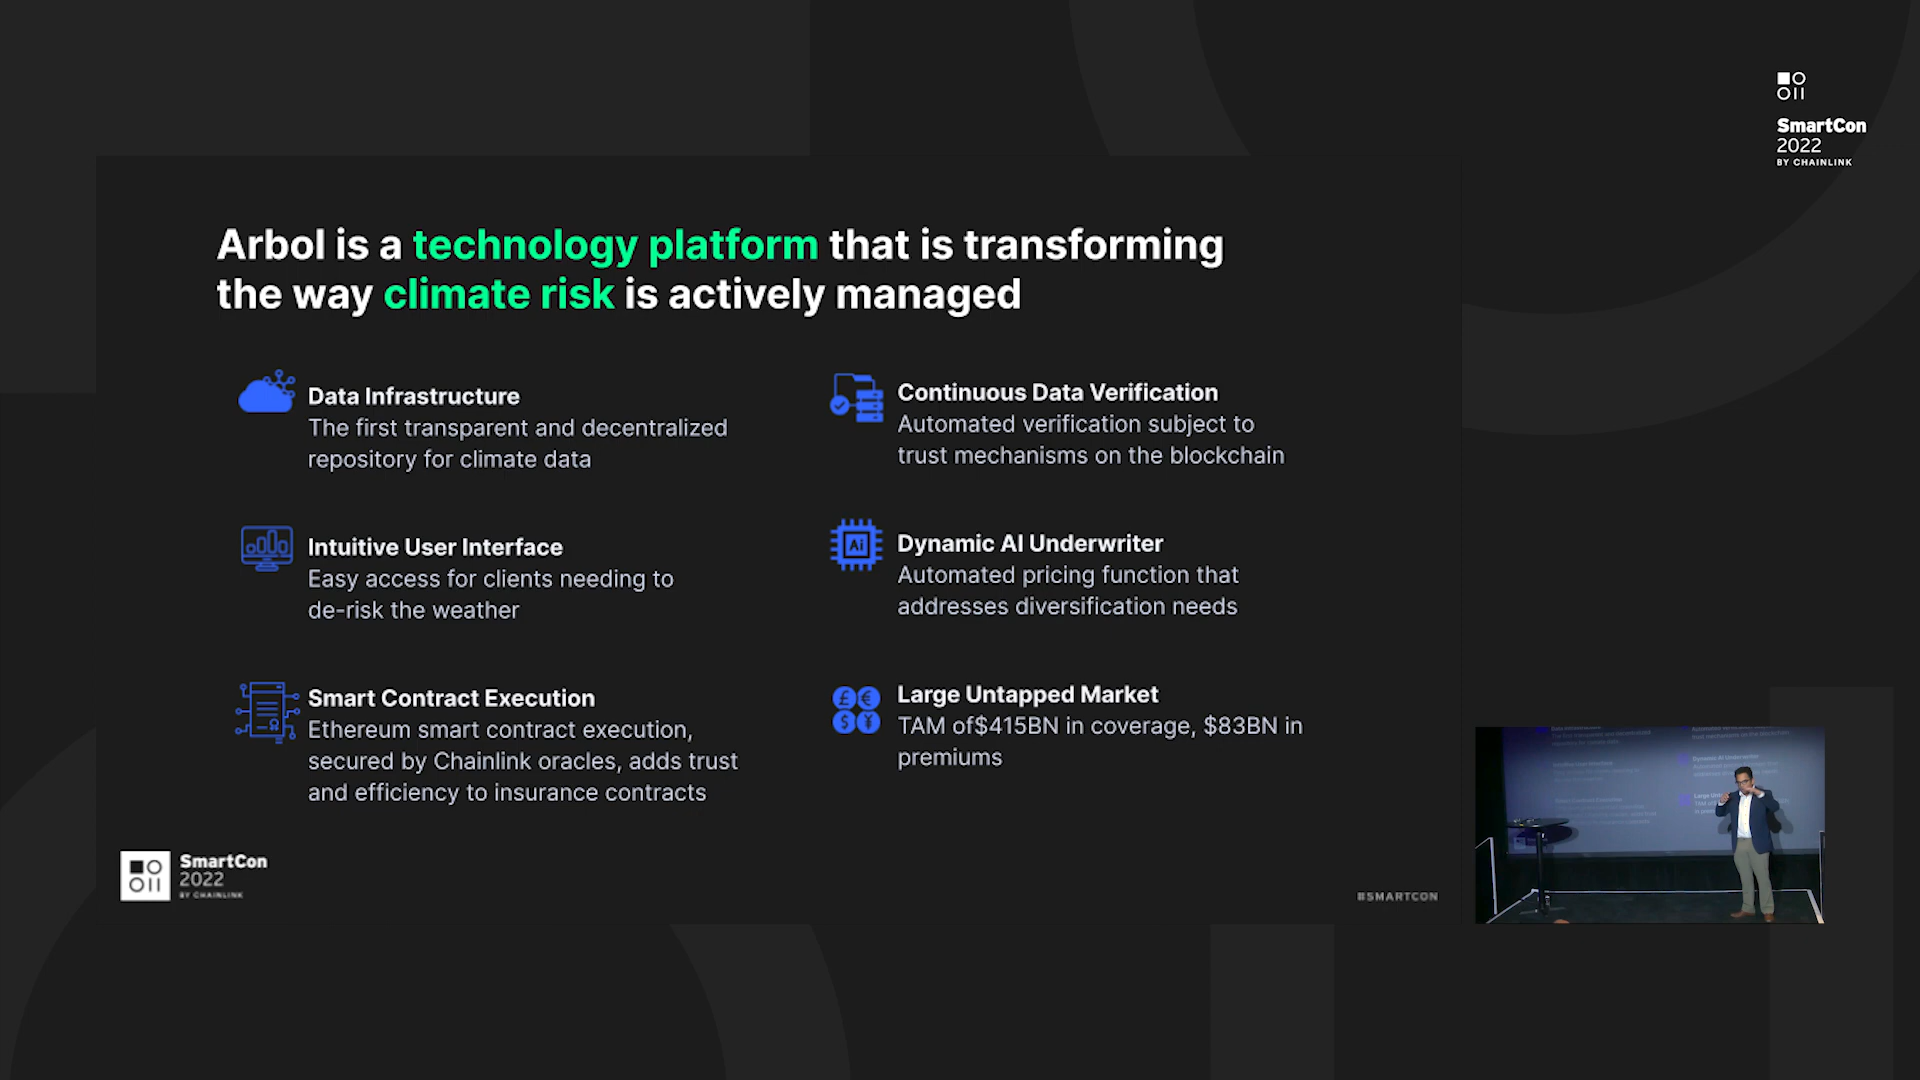 SmartCon
2022
BY CHAINLINK
Arbol is a technology platform that is transforming
the way climate risk is actively managed
Data Infrastructure
The first transparent and decentralized
repository for climate data
Continuous Data Verification
Automated verification subject to
trust mechanisms on the blockchain
Intuitive User Interface
Easy access for clients needing to
de-risk the weather
Ai
Dynamic AI Underwriter
Automated pricing function that
addresses diversification needs
Smart Contract Execution
Ethereum smart contract execution,
secured by Chainlink oracles, adds trust
and efficiency to insurance contracts
£ €
$ ¥
Large Untapped Market
TAM of$415BN in coverage, $83BN in
premiums
SmartCon
2022
BY CHAINLINK
#SMARTCON
Dynamic AI Underwriter